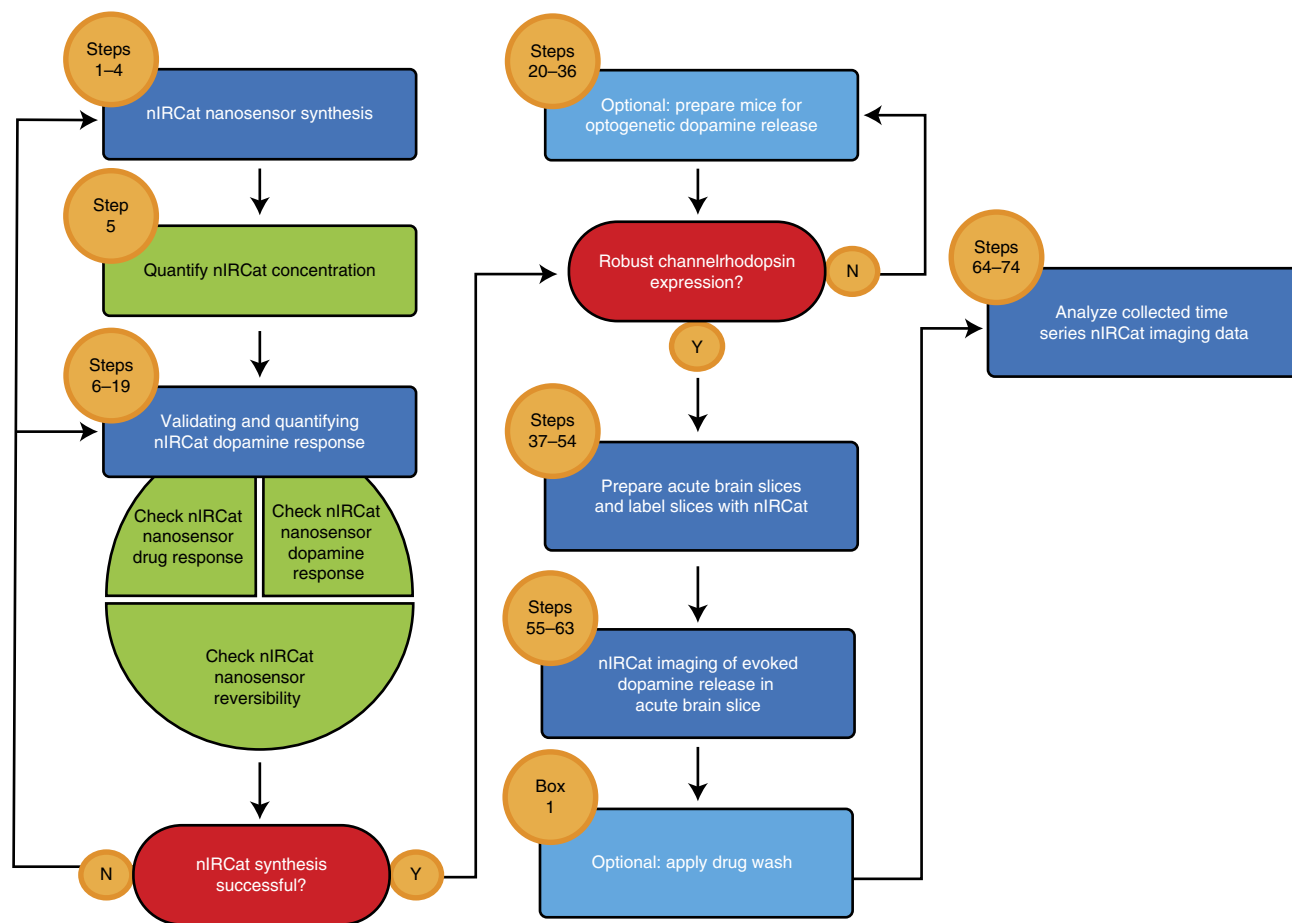 Steps
1–4
nIRCat nanosensor synthesis
Step
5
Quantify nIRCat concentration
Steps
6–19
Validating and quantifying
nIRCat dopamine response
Check nIRCat
nanosensor
drug response
Check nIRCat
nanosensor
dopamine
response
Check nIRCat
nanosensor
reversibility
N
nIRCat synthesis
successful?
Y
Steps
20–36
Optional: prepare mice for
optogenetic dopamine release
Robust channelrhodopsin
expression?
N
Y
Steps
37–54
Prepare acute brain slices
and label slices with nIRCat
Steps
55–63
nIRCat imaging of evoked
dopamine release in
acute brain slice
Box
1
Optional: apply drug wash
Steps
64–74
Analyze collected time
series nIRCat imaging data